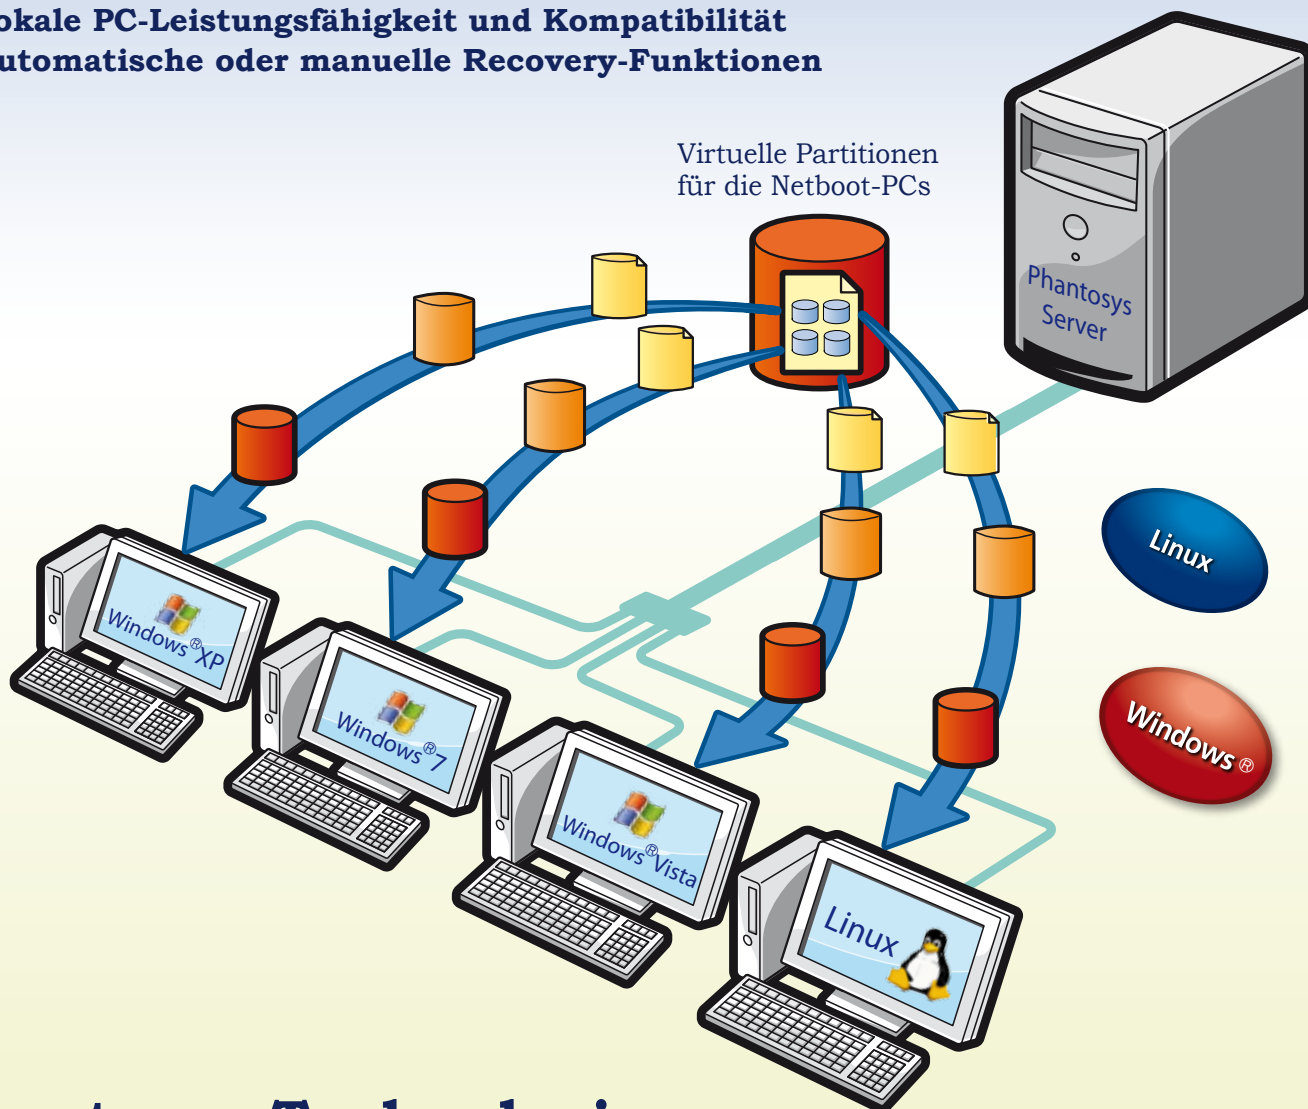 okale PC-Leistungsfähigkeit und Kompatibilität
utomatische oder manuelle Recovery-Funktionen
Virtuelle Partitionen
für die Netboot-PCs
Phantosys
Server
Linux
Windows®XP
Windows®7
Windows ®
Windows®Vista
Linux